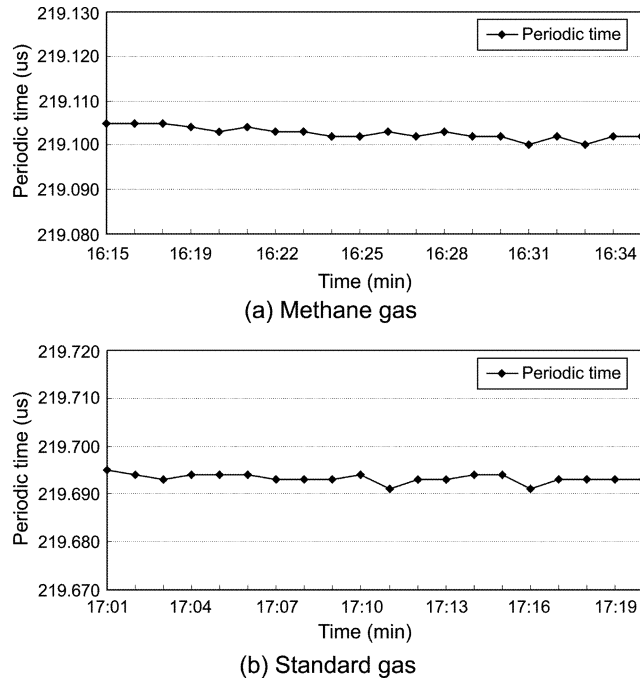 219.130
219.120
219.110
219.100
219.090
219.080
Periodic time (us)
Periodic time
16:15 16:19 16:22 16:25 16:28 16:31 16:34
Time (min)
(a) Methane gas
219.720
219.710
219.700
219.690
219.680
219.670
Periodic time (us)
Periodic time
17:01 17:04 17:07 17:10 17:13 17:16 17:19
Time (min)
(b) Standard gas